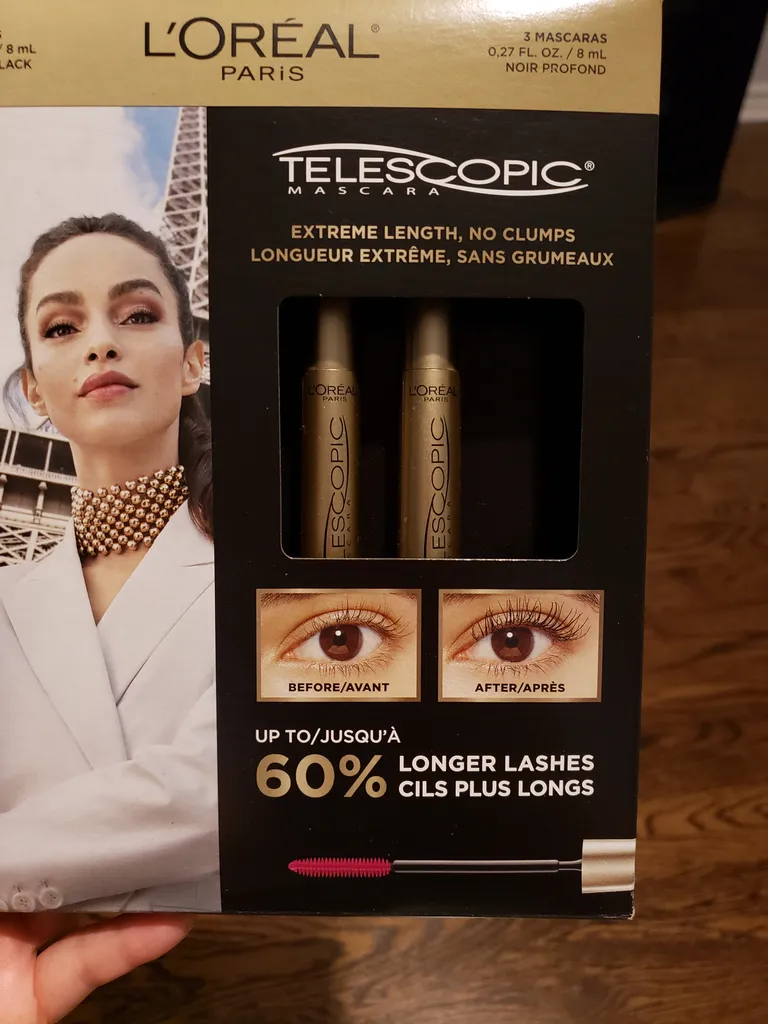 / 8 mL
LACK
L'ORÉAL®
PARIS
3 MASCARAS
0,27 FL. OZ. / 8 mL
NOIR PROFOND
TELESCOPIC®
MASCARA
EXTREME LENGTH, NO CLUMPS
LONGUEUR EXTRÊME, SANS GRUMEAUX
L'ORÉAL
PARIS
LESCOPIC
L'ORÉAL
PARIS
LESCOPIC
BEFORE/AVANT
AFTER/APRÈS
UP TO/JUSQU'À
60% LONGER LASHES
CILS PLUS LONGS